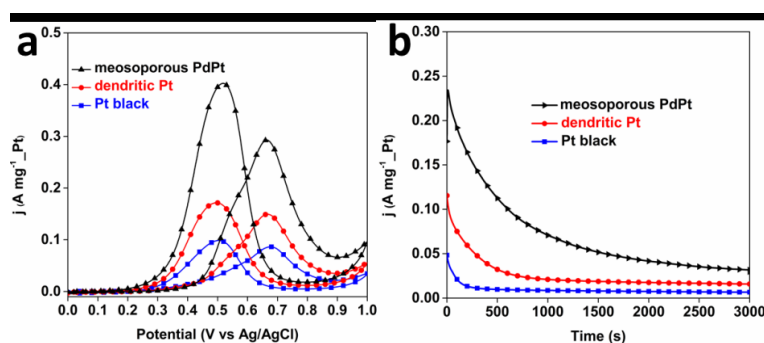 a
meosoporous PdPt
dendritic Pt
Pt black
j (A mg⁻¹_Pt)
0.5
0.4
0.3
0.2
0.1
0.0
0.0 0.1 0.2 0.3 0.4 0.5 0.6 0.7 0.8 0.9 1.0
Potential (V vs Ag/AgCl)
b
meosoporous PdPt
dendritic Pt
Pt black
j (A mg⁻¹_Pt)
0.30
0.25
0.20
0.15
0.10
0.05
0.00
0 500 1000 1500 2000 2500 3000
Time (s)